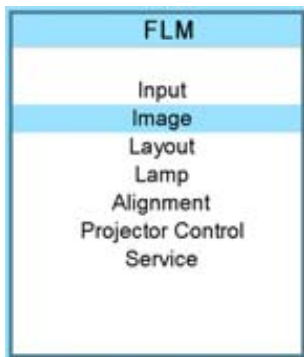 FLM
Input
Image
Layout
Lamp
Alignment
Projector Control
Service